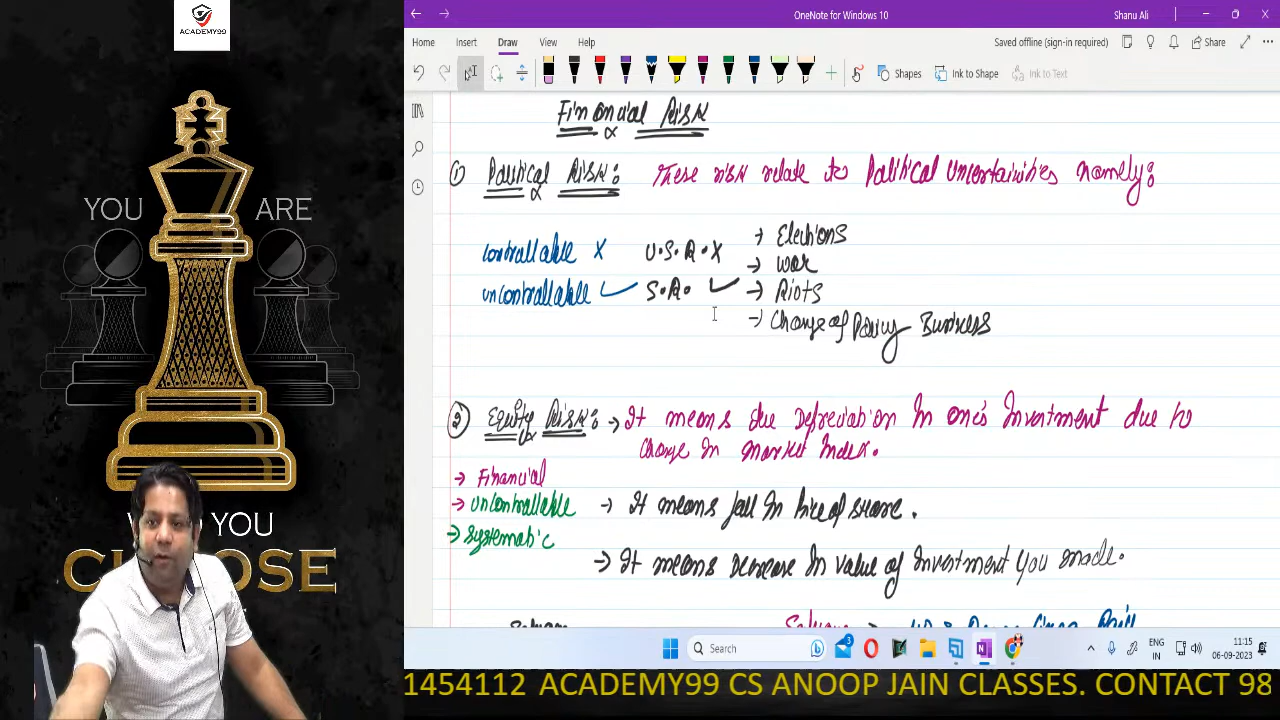 ACADEMY99
YOU ARE
YOU
CHOOSE
OneNote for Windows 10
Shanu Ali
Home Insert Draw View Help
Saved offline (sign-in required)
Share
Shapes
Ink to Shape
Ink to Text
Financial Risk
① Political Risk: These risk relate to Political Uncertainities namely:
controllable X U.S.R. X → Elections
→ war
uncontrollable ✓ S.R. ✓ → Riots
→ Change of Policy Business
② Equity Risk: → It means the Depreciation In one's Investment due to
change In market Index.
→ Financial
→ uncontrollable → It means fall In Price of share.
→ Systematic
→ It means Decrease In value of Investment You made.
Search
3
ENG
IN
11:15
06-09-2023
1454112 ACADEMY99 CS ANOOP JAIN CLASSES. CONTACT 98